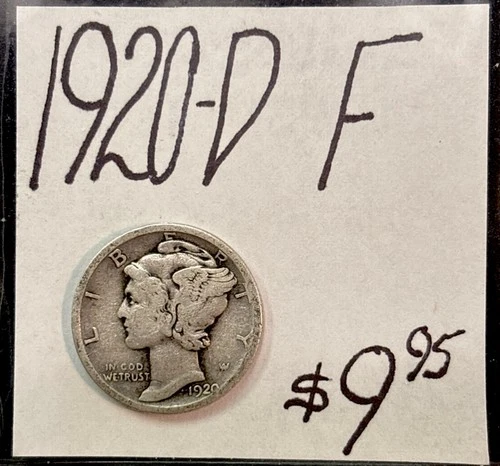 1920-D F
LIBERTY
IN GOD
WE TRUST
1920
W
$9.95